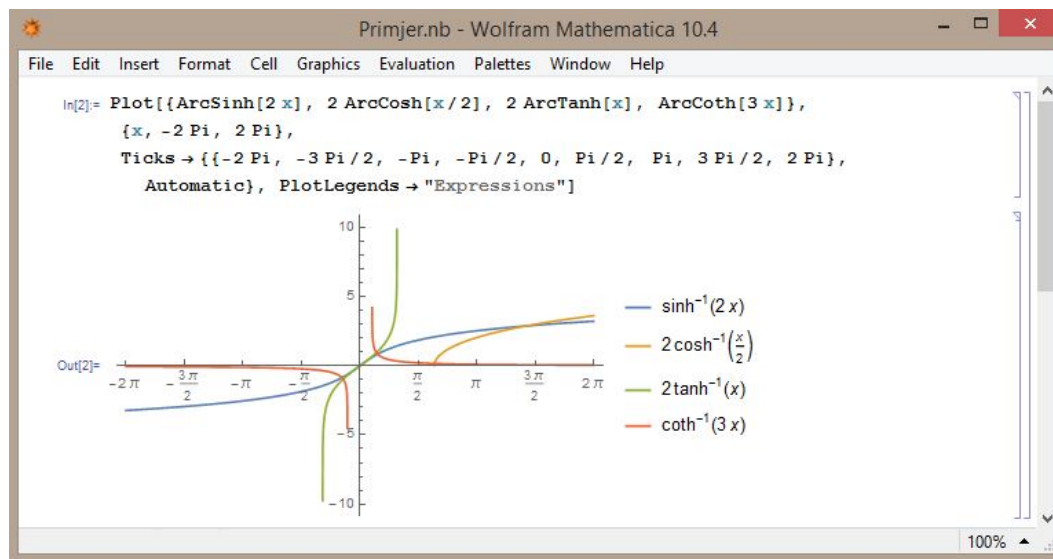 Primjer.nb - Wolfram Mathematica 10.4
File Edit Insert Format Cell Graphics Evaluation Palettes Window Help
In[2]:= Plot[{ArcSinh[2 x], 2 ArcCosh[x/2], 2 ArcTanh[x], ArcCoth[3 x]},
{x, -2 Pi, 2 Pi},
Ticks → {{-2 Pi, -3 Pi/2, -Pi, -Pi/2, 0, Pi/2, Pi, 3 Pi/2, 2 Pi},
Automatic}, PlotLegends → "Expressions"]
10
5
Out[2]=
-2 π -3 π/2 -π -π/2 π/2 π 3 π/2 2 π
-5
-10
sinh⁻¹(2 x)
2 cosh⁻¹(x/2)
2 tanh⁻¹(x)
coth⁻¹(3 x)
100%